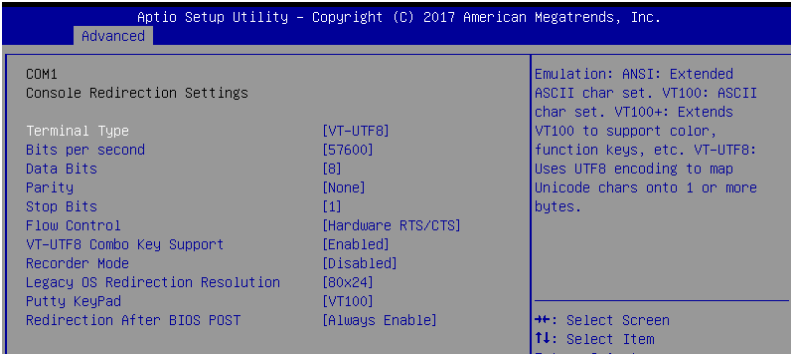 Aptio Setup Utility – Copyright (C) 2017 American Megatrends, Inc.
Advanced
COM1
Console Redirection Settings
Terminal Type [VT-UTF8]
Bits per second [57600]
Data Bits [8]
Parity [None]
Stop Bits [1]
Flow Control [Hardware RTS/CTS]
VT-UTF8 Combo Key Support [Enabled]
Recorder Mode [Disabled]
Legacy OS Redirection Resolution [80x24]
Putty KeyPad [VT100]
Redirection After BIOS POST [Always Enable]
Emulation: ANSI: Extended
ASCII char set. VT100: ASCII
char set. VT100+: Extends
VT100 to support color,
function keys, etc. VT-UTF8:
Uses UTF8 encoding to map
Unicode chars onto 1 or more
bytes.
→←: Select Screen
↑↓: Select Item